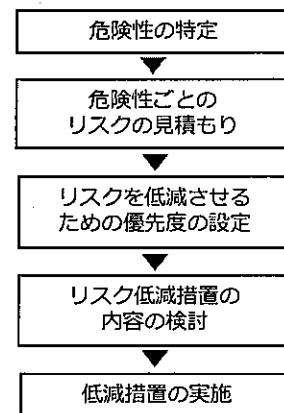 危険性の特定
危険性ごとの
リスクの見積もり
リスクを低減させる
ための優先度の設定
リスク低減措置の
内容の検討
低減措置の実施